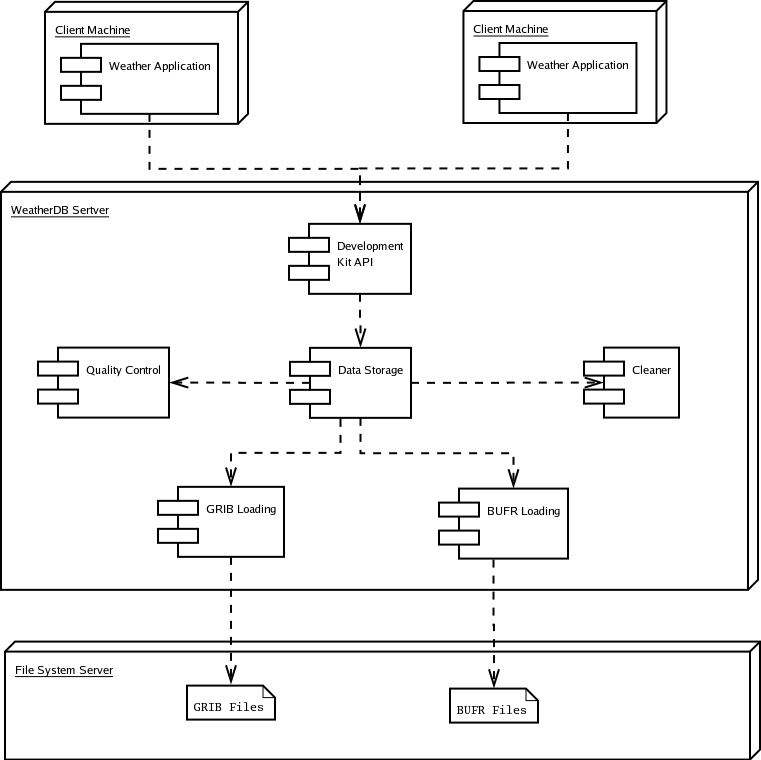 Client Machine
Weather Application
Client Machine
Weather Application
WeatherDB Sertver
Development
Kit API
Quality Control
Data Storage
Cleaner
GRIB Loading
BUFR Loading
File System Server
GRIB Files
BUFR Files